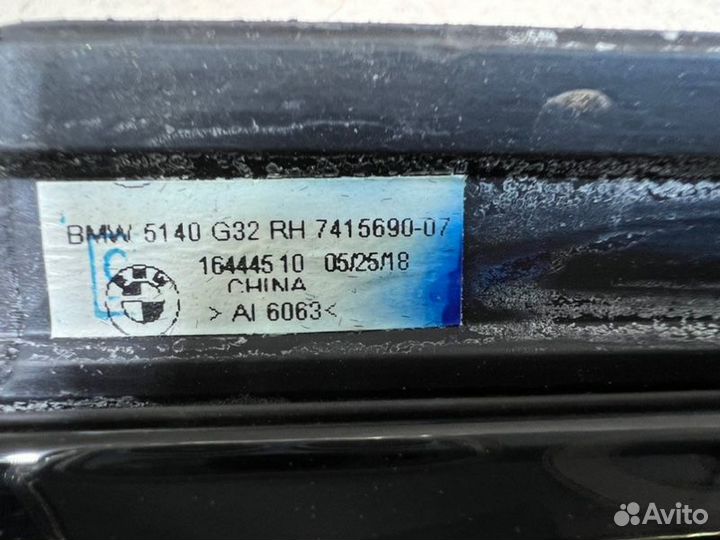 BMW 5140 G32 RH 7415690-07
16444510 05/25/18
CHINA
>Al 6063<
Avito